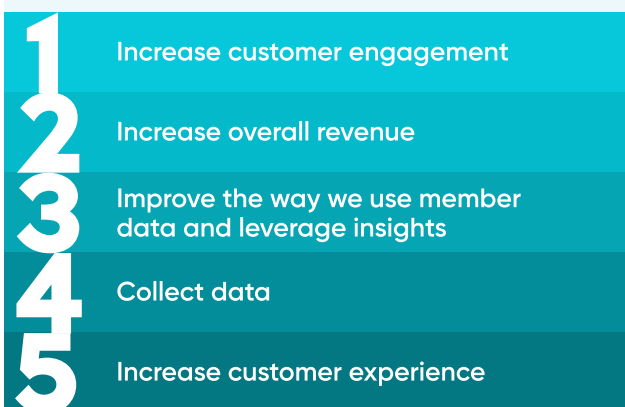 1 Increase customer engagement
2 Increase overall revenue
3 Improve the way we use member
data and leverage insights
4 Collect data
5 Increase customer experience